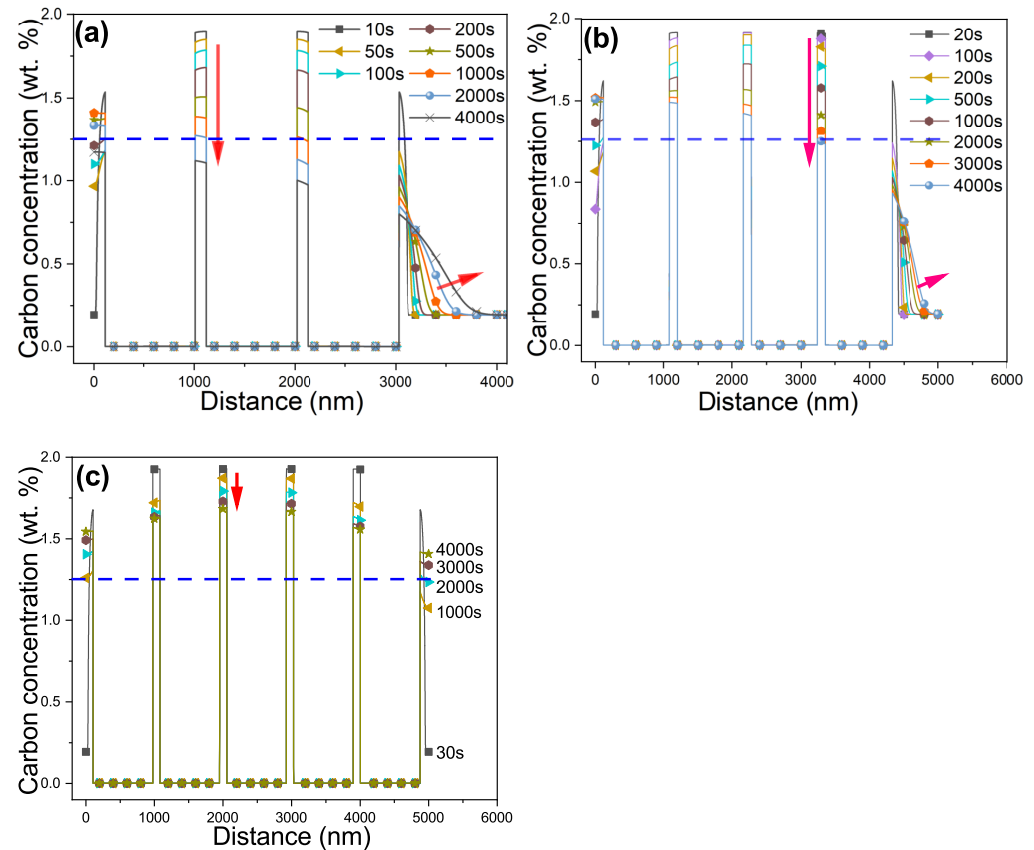 (a)
10s
200s
50s
500s
100s
1000s
2000s
4000s
2.0
1.5
1.0
0.5
0.0
Carbon concentration (wt. %)
0
1000
2000
3000
4000
Distance (nm)
(b)
20s
100s
200s
500s
1000s
2000s
3000s
4000s
2.0
1.5
1.0
0.5
0.0
Carbon concentration (wt. %)
0
1000
2000
3000
4000
5000
6000
Distance (nm)
(c)
4000s
3000s
2000s
1000s
30s
2.0
1.5
1.0
0.5
0.0
Carbon concentration (wt. %)
0
1000
2000
3000
4000
5000
6000
Distance (nm)